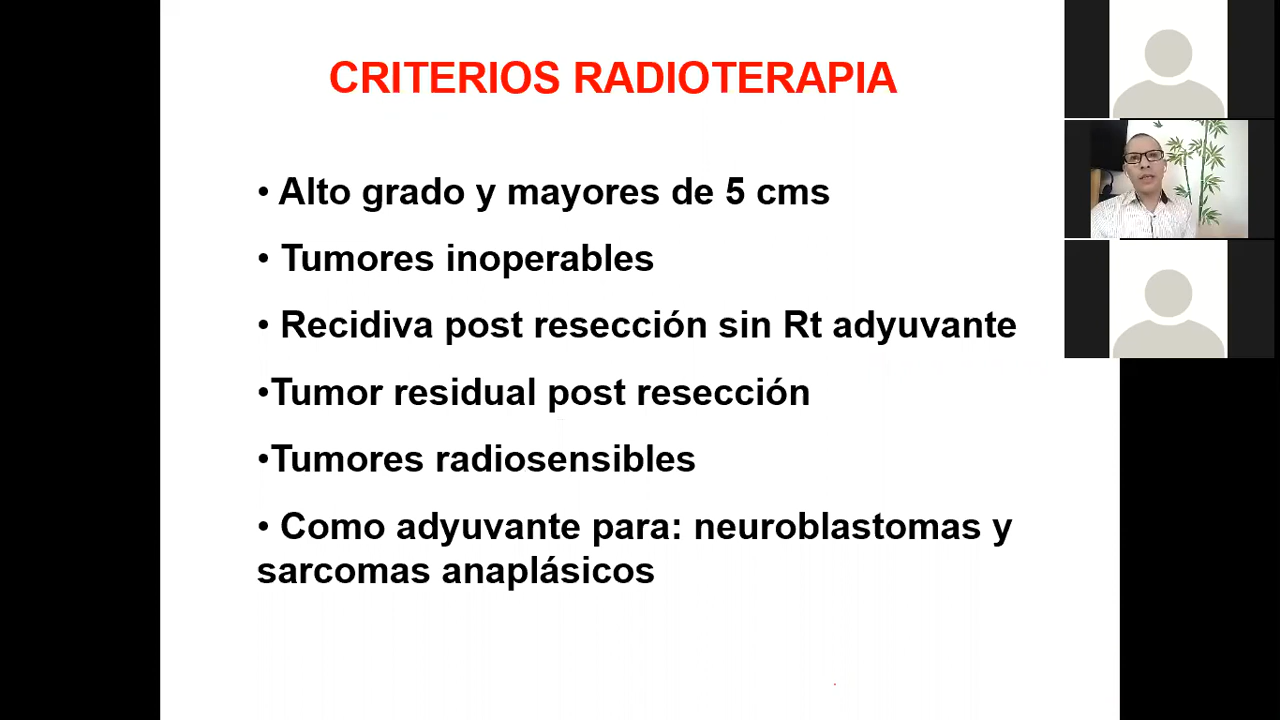 CRITERIOS RADIOTERAPIA
• Alto grado y mayores de 5 cms
• Tumores inoperables
• Recidiva post resección sin Rt adyuvante
•Tumor residual post resección
•Tumores radiosensibles
• Como adyuvante para: neuroblastomas y
sarcomas anaplásicos